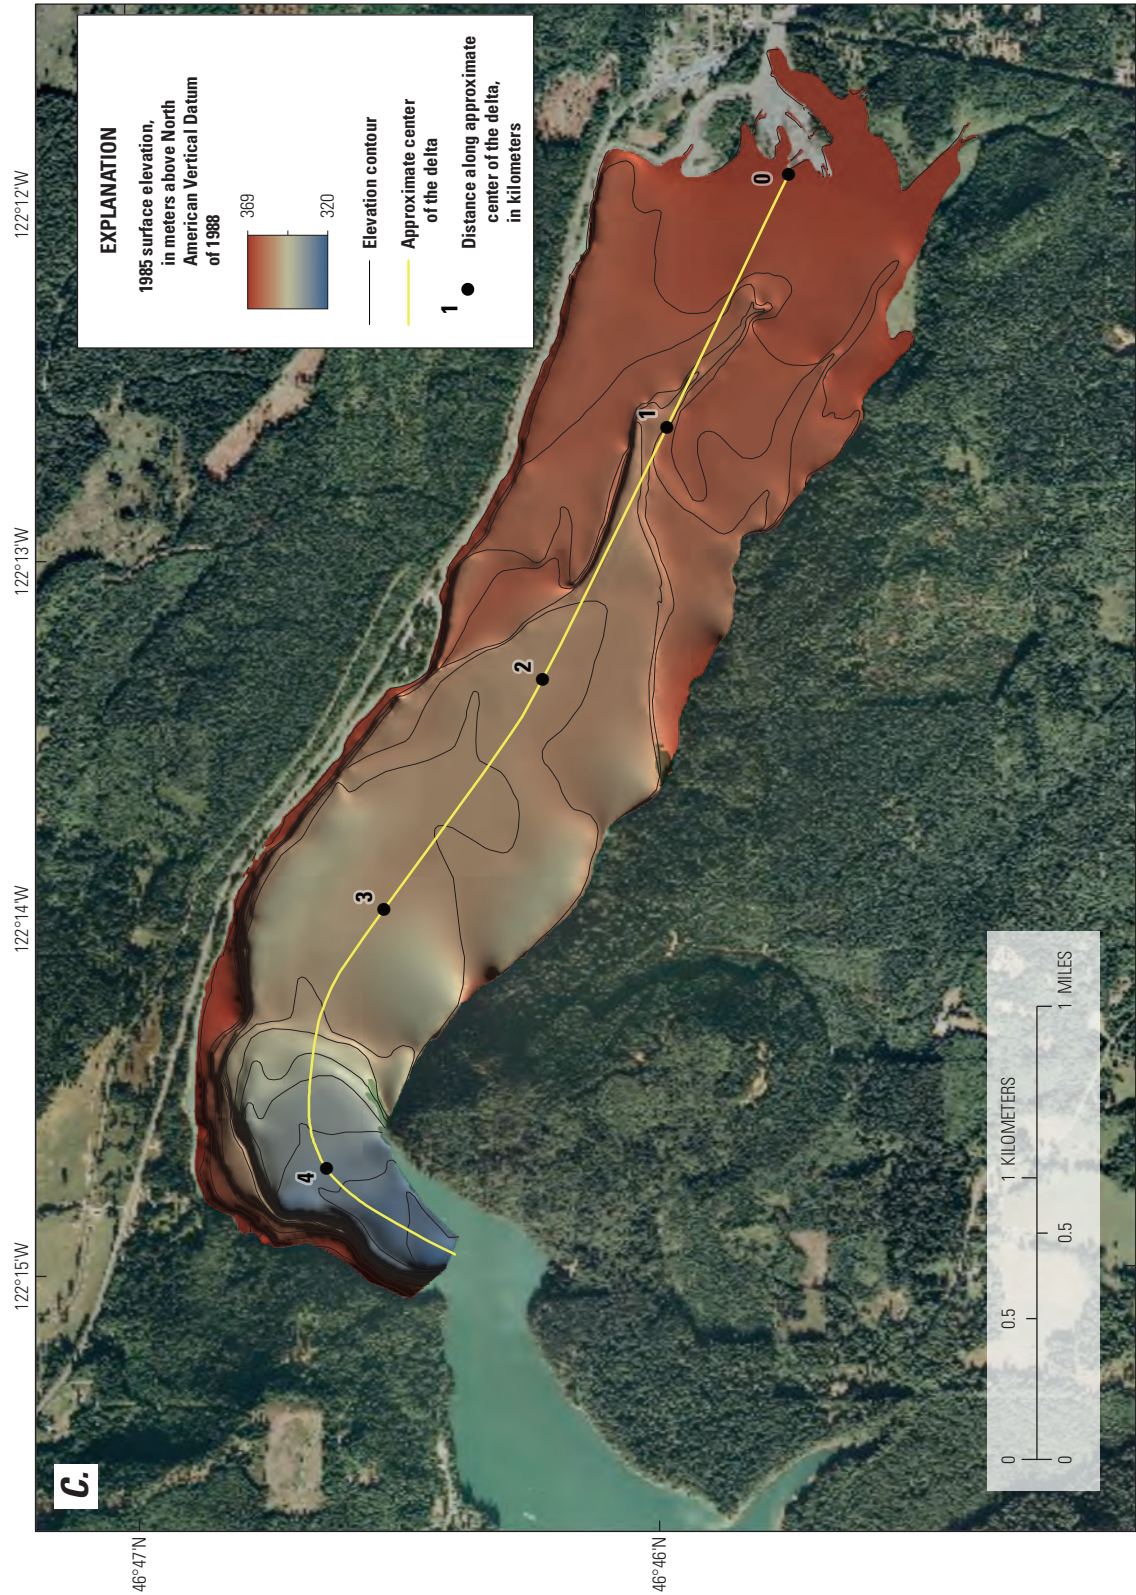 C.
122°15'W
122°14'W
122°13'W
122°12'W
46°47'N
46°46'N
EXPLANATION
1985 surface elevation,
in meters above North
American Vertical Datum
of 1988
369
320
Elevation contour
Approximate center
of the delta
1
Distance along approximate
center of the delta,
in kilometers
4
3
2
1
0
0 0.5 1 KILOMETERS
0 0.5 1 MILES